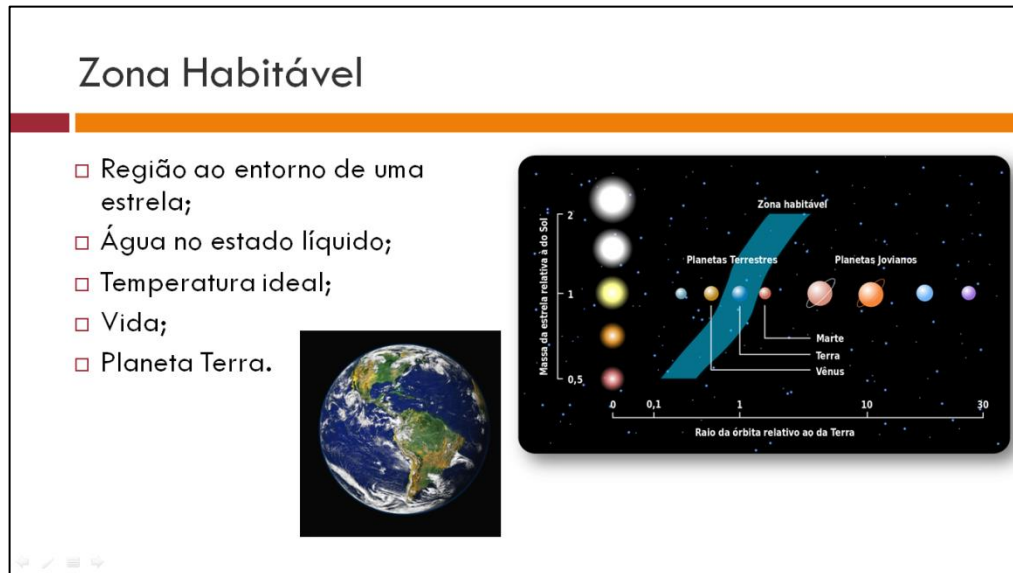 Zona Habitável
Região ao entorno de uma
estrela;
Água no estado líquido;
Temperatura ideal;
Vida;
Planeta Terra.
Zona habitável
Planetas Terrestres
Planetas Jovianos
Massa da estrela relativa à do Sol
2
1
0,5
Marte
Terra
Vênus
0
0,1
1
10
30
Raio da órbita relativo ao da Terra